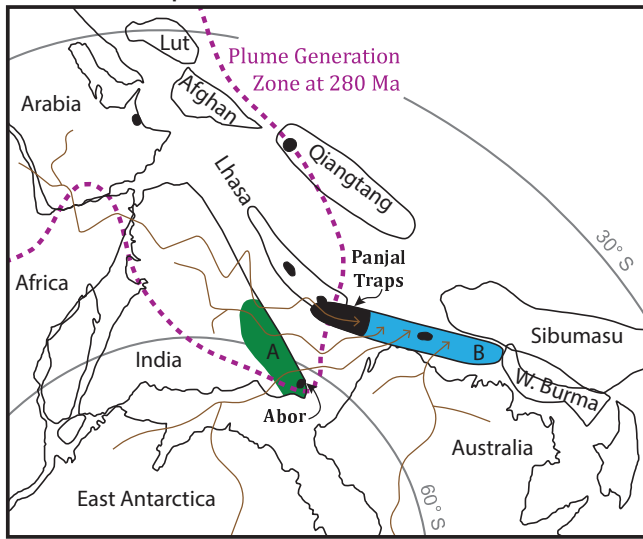 Lut
Plume Generation
Zone at 280 Ma
Arabia
Afghan
Qiangtang
Lhasa
30° S
Panjal
Traps
Africa
Sibumasu
A
India
B
W. Burma
Abor
Australia
East Antarctica
60° S